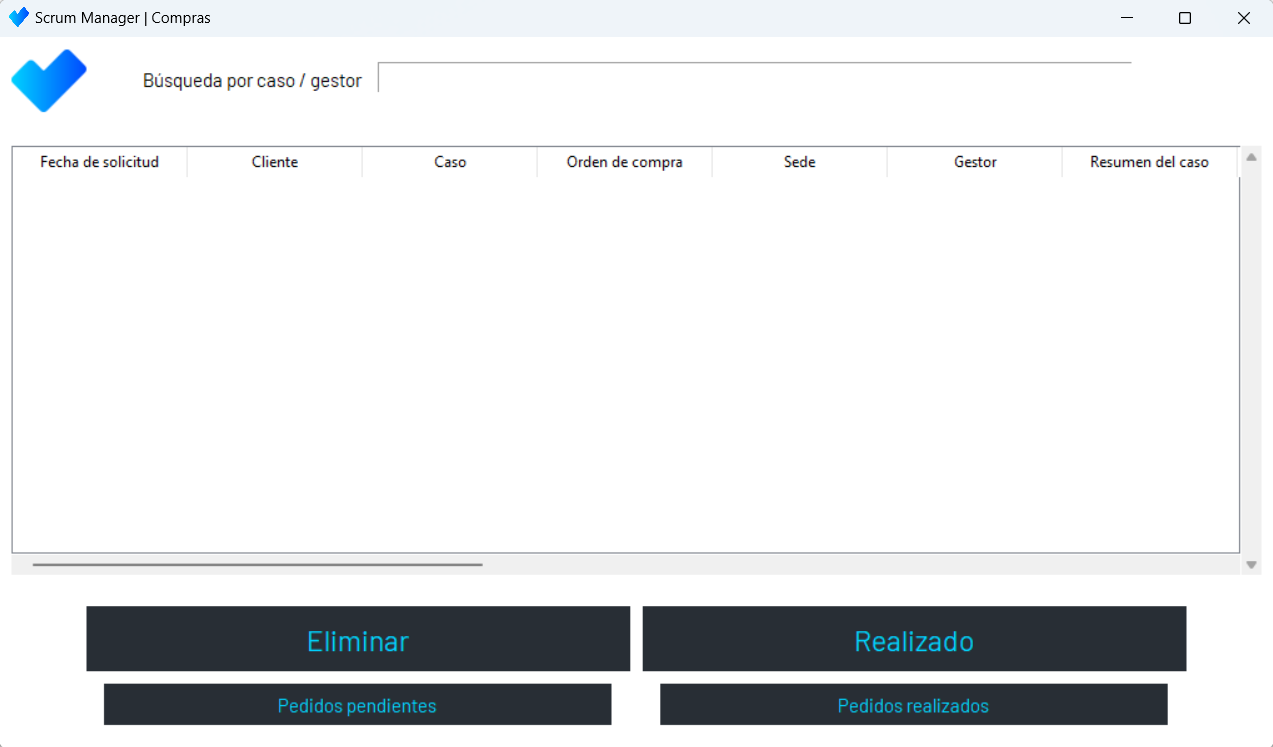 Scrum Manager | Compras
Búsqueda por caso / gestor
Fecha de solicitud Cliente Caso Orden de compra Sede Gestor Resumen del caso
Eliminar Realizado
Pedidos pendientes Pedidos realizados